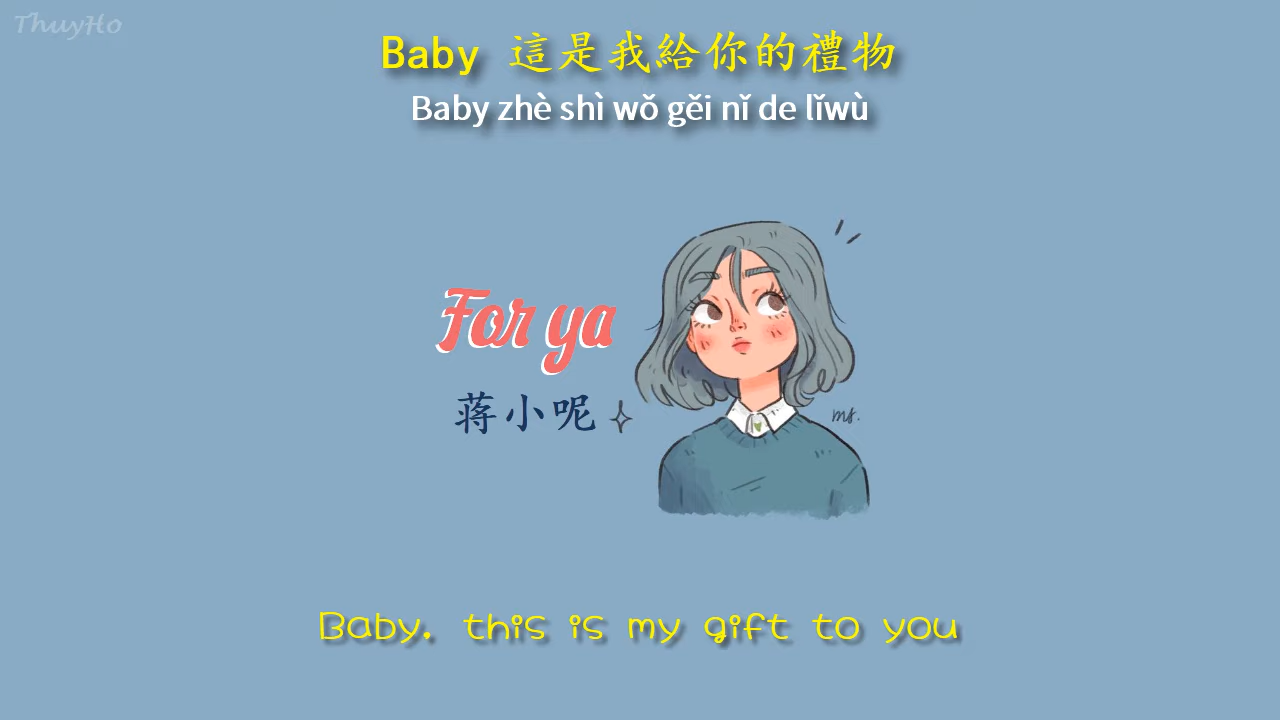 ThuyHo
Baby 這是我給你的禮物
Baby zhè shì wǒ gěi nǐ de lǐwù
For ya
蒋小呢
ms.
Baby, this is my gift to you